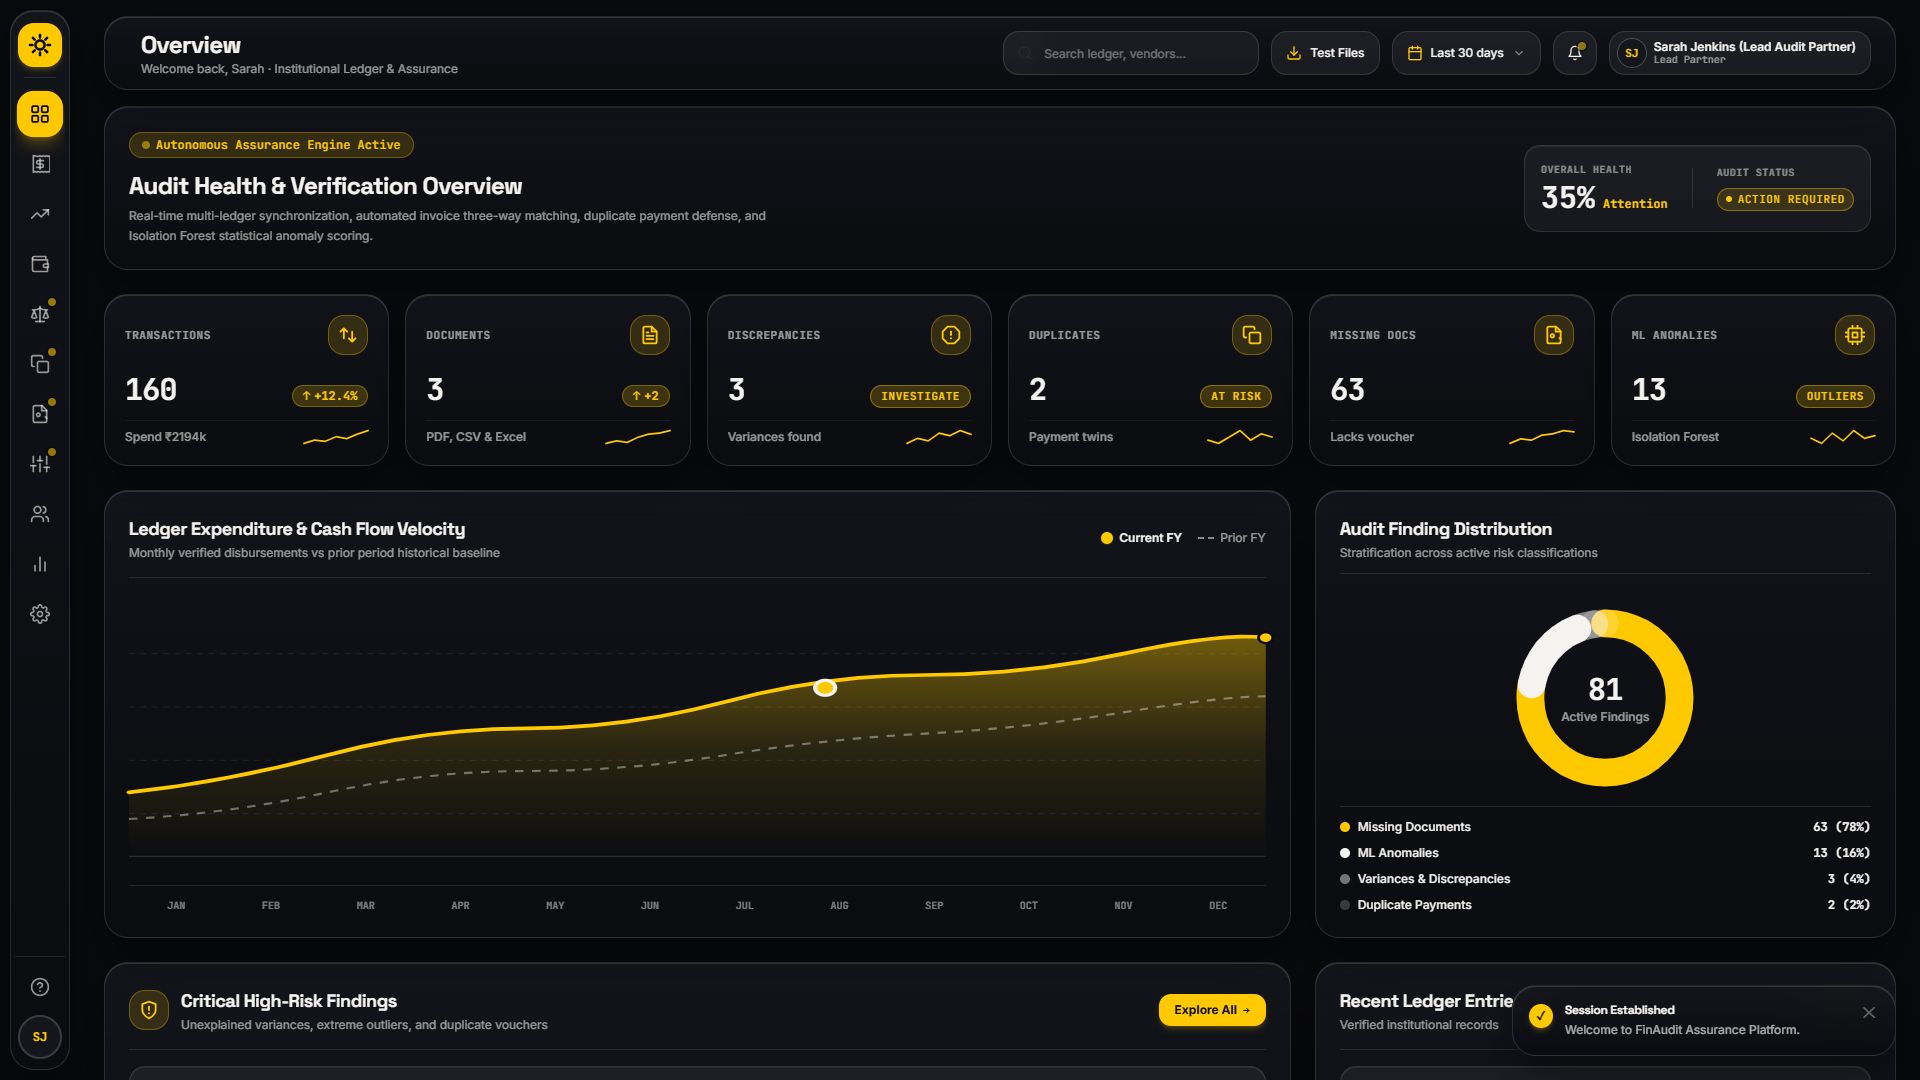 Overview
Welcome back, Sarah · Institutional Ledger & Assurance
Search ledger, vendors...
Test Files
Last 30 days
SJ
Sarah Jenkins (Lead Audit Partner)
Lead Partner
Autonomous Assurance Engine Active
Audit Health & Verification Overview
Real-time multi-ledger synchronization, automated invoice three-way matching, duplicate payment defense, and
Isolation Forest statistical anomaly scoring.
OVERALL HEALTH
35% Attention
AUDIT STATUS
ACTION REQUIRED
TRANSACTIONS
160
↑ +12.4%
Spend ₹2194k
DOCUMENTS
3
↑ +2
PDF, CSV & Excel
DISCREPANCIES
3
INVESTIGATE
Variances found
DUPLICATES
2
AT RISK
Payment twins
MISSING DOCS
63
Lacks voucher
ML ANOMALIES
13
OUTLIERS
Isolation Forest
Ledger Expenditure & Cash Flow Velocity
Monthly verified disbursements vs prior period historical baseline
Current FY
Prior FY
JAN FEB MAR APR MAY JUN JUL AUG SEP OCT NOV DEC
Audit Finding Distribution
Stratification across active risk classifications
81
Active Findings
Missing Documents 63 (78%)
ML Anomalies 13 (16%)
Variances & Discrepancies 3 (4%)
Duplicate Payments 2 (2%)
Critical High-Risk Findings
Unexplained variances, extreme outliers, and duplicate vouchers
Explore All →
Recent Ledger Entrie
Verified institutional records
Session Established
Welcome to FinAudit Assurance Platform.
SJ